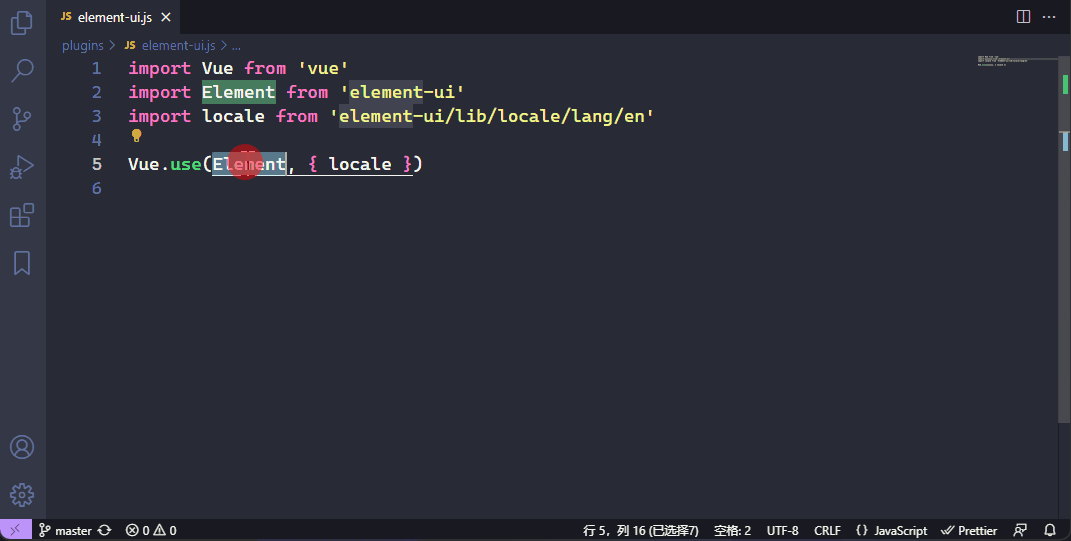 JS element-ui.js
plugins > JS element-ui.js > ...
1 import Vue from 'vue'
2 import Element from 'element-ui'
3 import locale from 'element-ui/lib/locale/lang/en'
4
5 Vue.use(Element, { locale })
6
master 0 0 行 5，列 16 (已选择7) 空格: 2 UTF-8 CRLF {} JavaScript Prettier